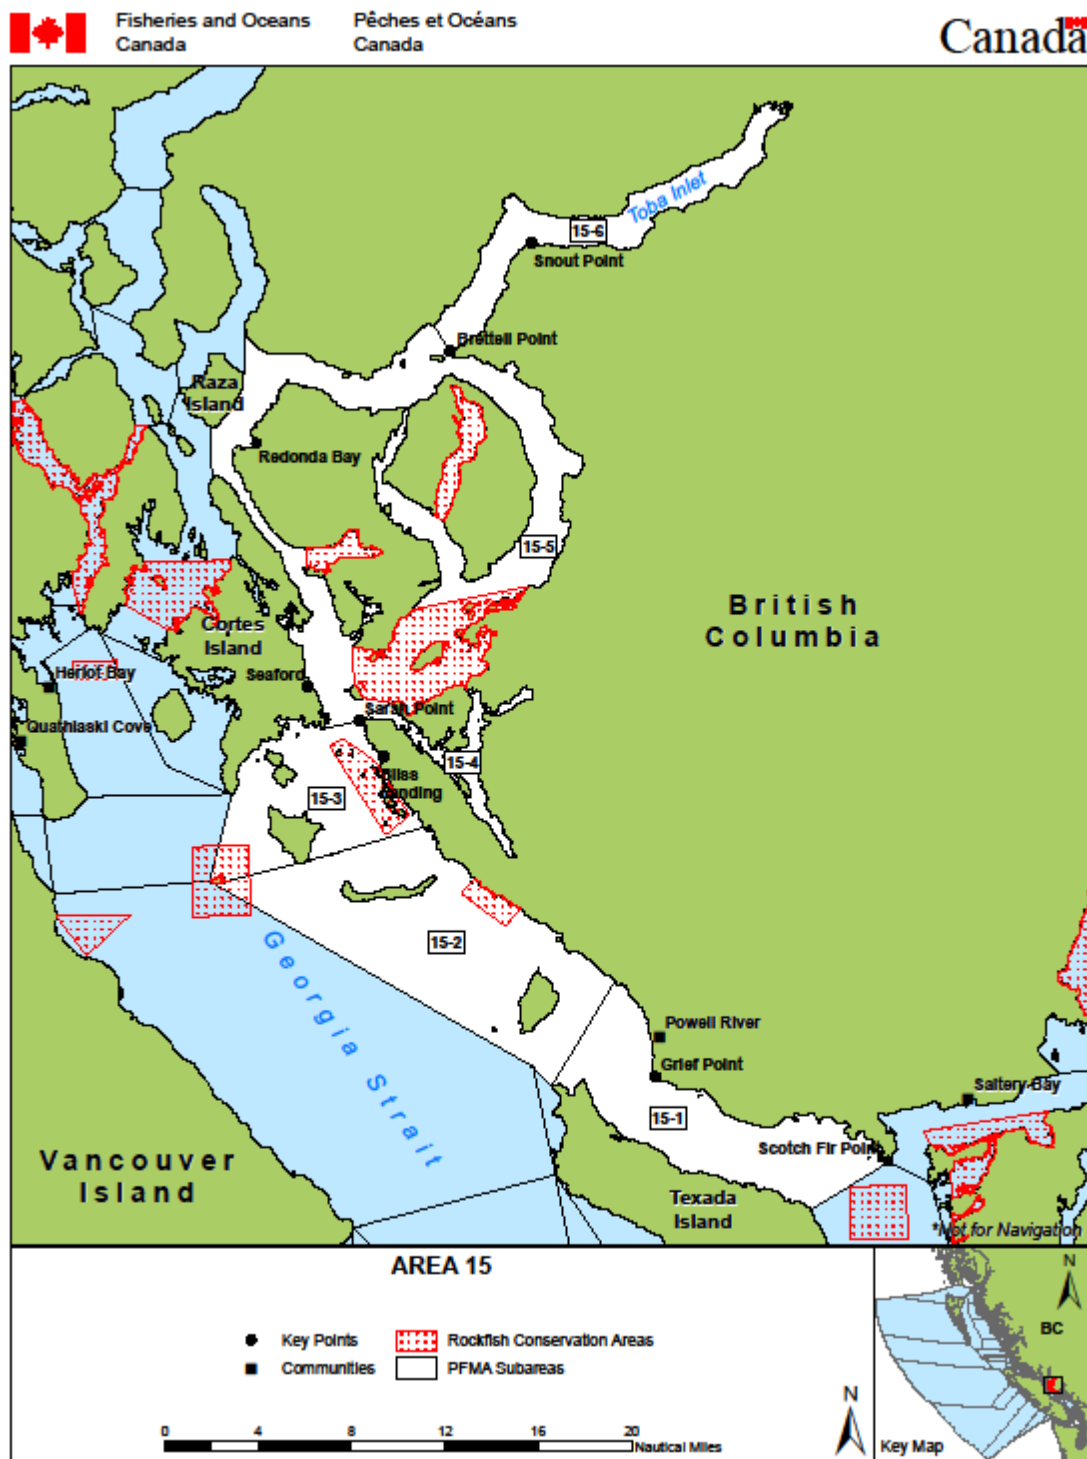 Fisheries and Oceans
Canada
Pêches et Océans
Canada
Canada
Toba Inlet
15-6
Snout Point
Brettell Point
Raza
Island
Redonda Bay
15-5
British
Columbia
Cortes
Island
Seaford
Heriot Bay
Sarah Point
Quathiaski Cove
15-4
Bliss
Landing
15-3
15-2
Georgia Strait
Powell River
Grief Point
Saltery Bay
15-1
Scotch Fir Point
Vancouver
Island
Texada
Island
*Not for Navigation
AREA 15
Key Points
Rockfish Conservation Areas
Communities
PFMA Subareas
0 4 8 12 16 20
Nautical Miles
N
N
BC
Key Map